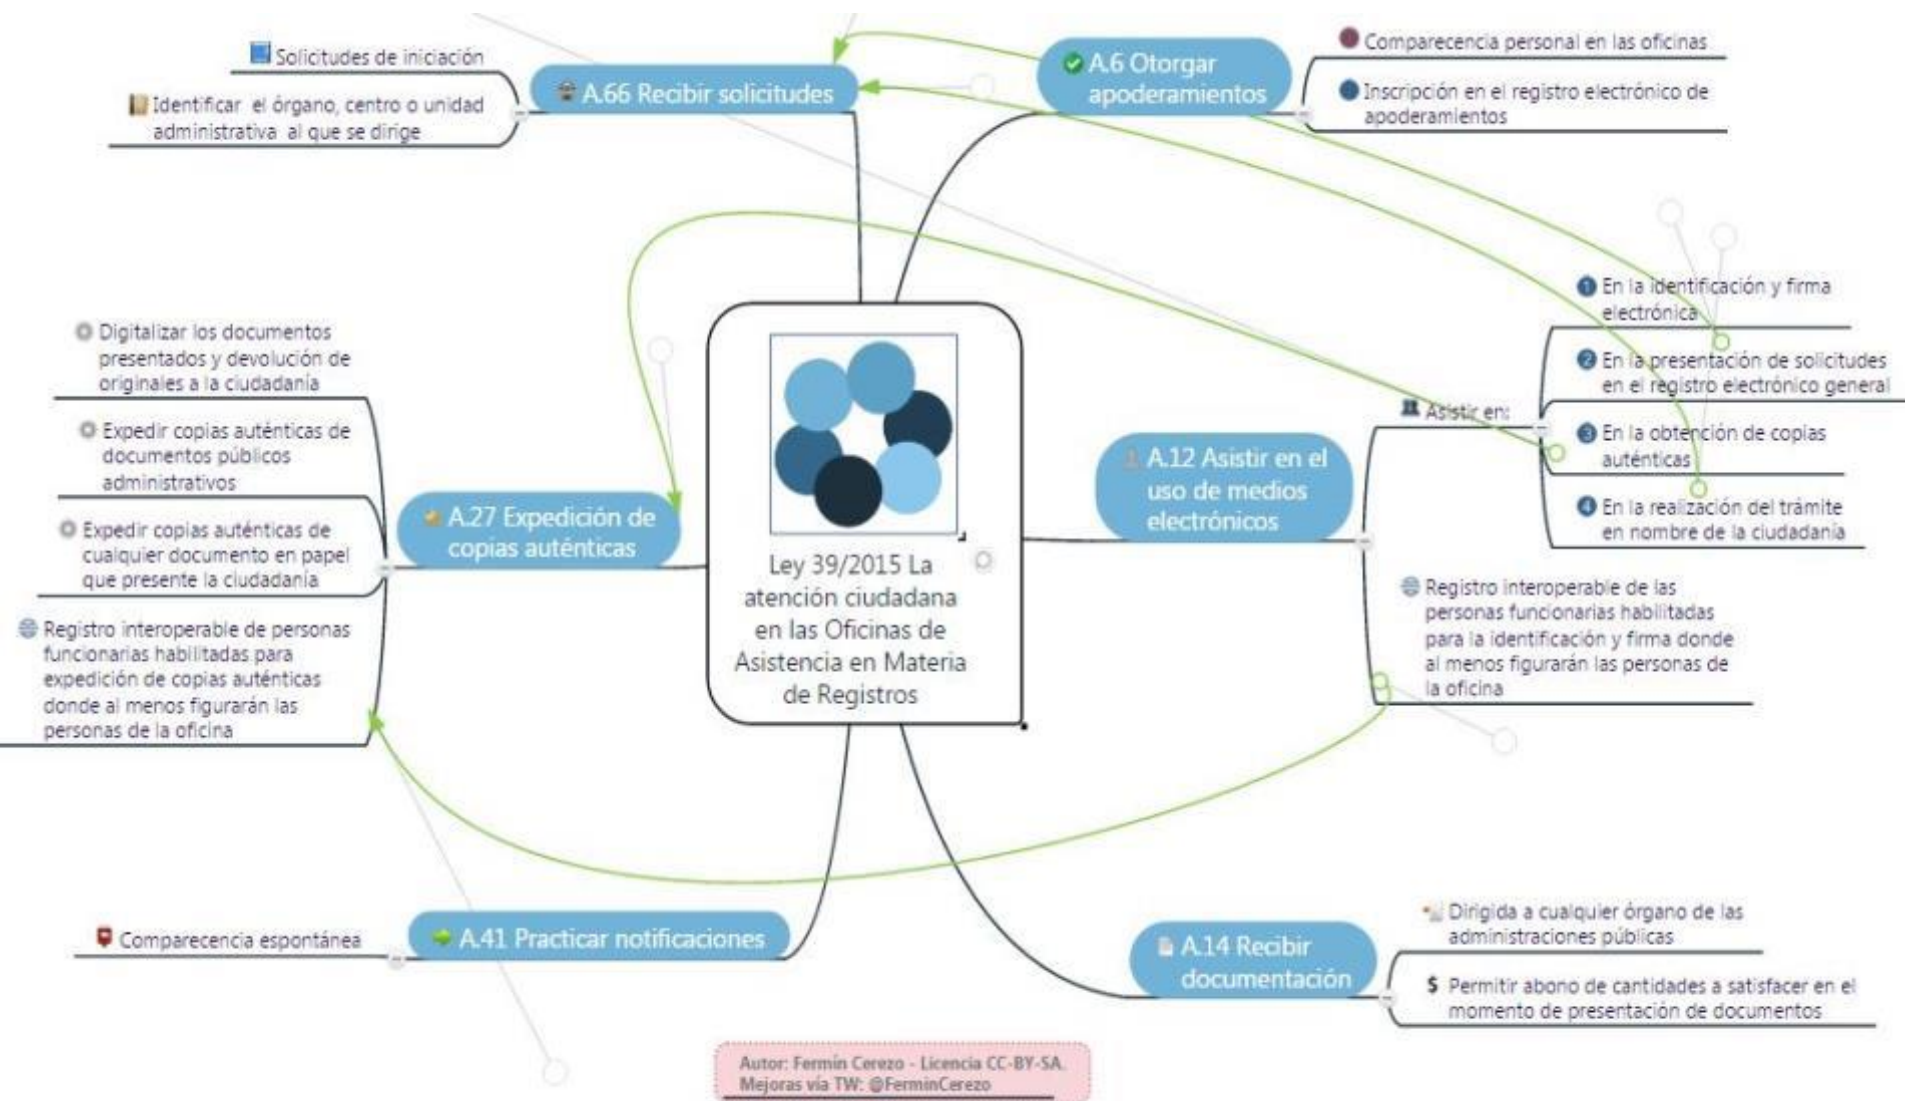 Solicitudes de iniciación
Identificar el órgano, centro o unidad
administrativa al que se dirige
A.66 Recibir solicitudes
A.6 Otorgar
apoderamientos
Comparecencia personal en las oficinas
Inscripción en el registro electrónico de
apoderamientos
Digitalizar los documentos
presentados y devolución de
originales a la ciudadanía
Expedir copias auténticas de
documentos públicos
administrativos
Expedir copias auténticas de
cualquier documento en papel
que presente la ciudadanía
Registro interoperable de personas
funcionarias habilitadas para
expedición de copias auténticas
donde al menos figurarán las
personas de la oficina
A.27 Expedición de
copias auténticas
Ley 39/2015 La
atención ciudadana
en las Oficinas de
Asistencia en Materia
de Registros
A.12 Asistir en el
uso de medios
electrónicos
Asistir en:
1 En la identificación y firma
electrónica
2 En la presentación de solicitudes
en el registro electrónico general
3 En la obtención de copias
auténticas
4 En la realización del trámite
en nombre de la ciudadanía
Registro interoperable de las
personas funcionarias habilitadas
para la identificación y firma donde
al menos figurarán las personas de
la oficina
Comparecencia espontánea
A.41 Practicar notificaciones
A.14 Recibir
documentación
Dirigida a cualquier órgano de las
administraciones públicas
$ Permitir abono de cantidades a satisfacer en el
momento de presentación de documentos
Autor: Fermín Cerezo - Licencia CC-BY-SA.
Mejoras vía TW: @FerminCerezo